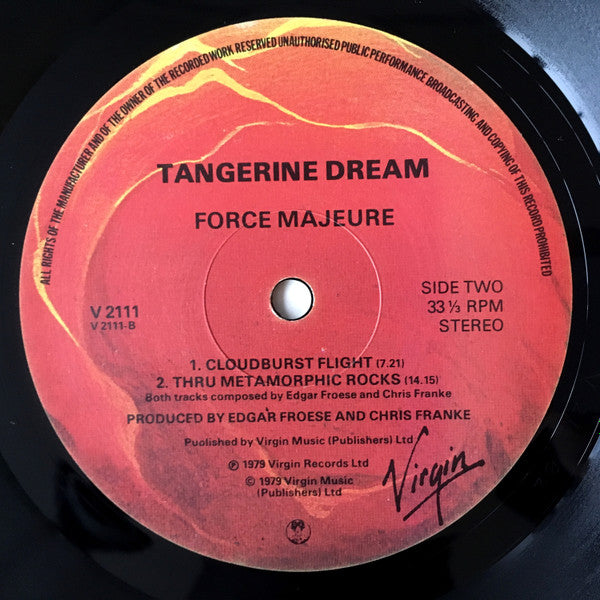 ALL RIGHTS OF THE MANUFACTURER AND OF THE OWNER OF THE RECORDED WORK RESERVED UNAUTHORISED PUBLIC PERFORMANCE BROADCASTING AND COPYING OF THIS RECORD PROHIBITED
TANGERINE DREAM
FORCE MAJEURE
V 2111
V 2111-B
SIDE TWO
33 ⅓ RPM
STEREO
1. CLOUDBURST FLIGHT (7.21)
2. THRU METAMORPHIC ROCKS (14.15)
Both tracks composed by Edgar Froese and Chris Franke
PRODUCED BY EDGAR FROESE AND CHRIS FRANKE
Puolished by Virgin Music (Publishers) Ltd
℗ 1979 Virgin Records Ltd
© 1979 Virgin Music
(Publishers) Ltd
Virgin